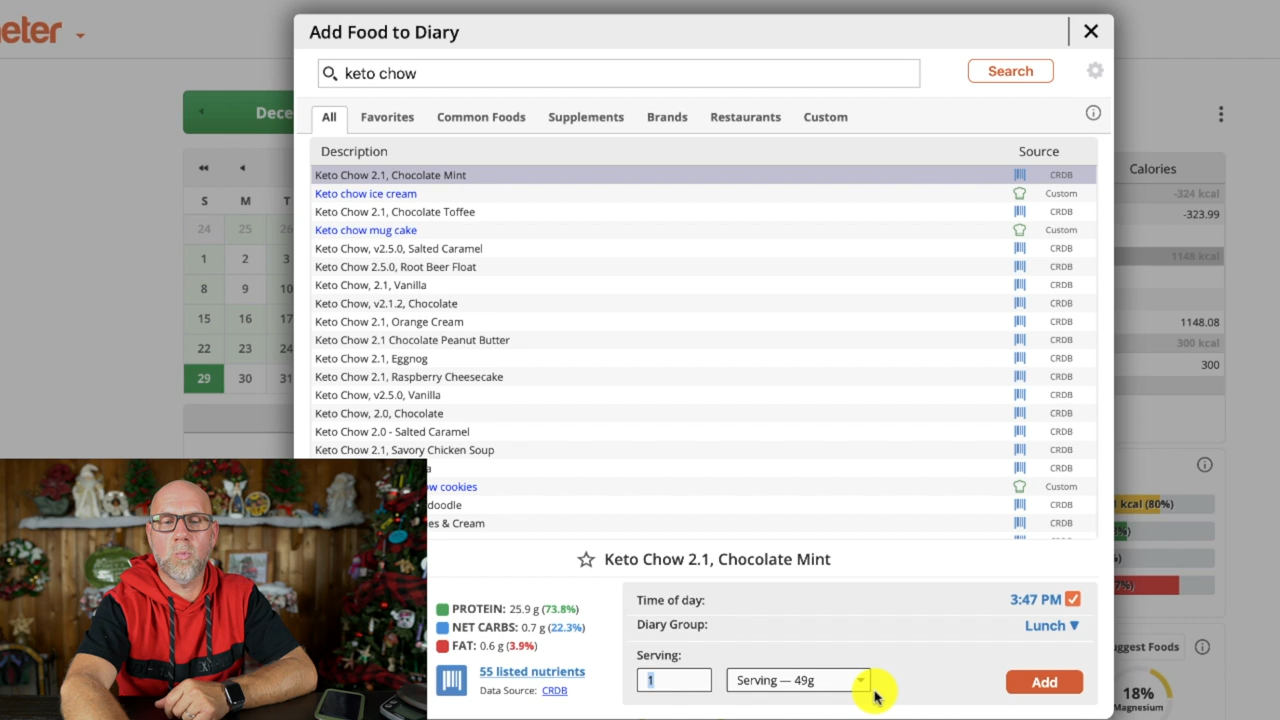 eter
Add Food to Diary
keto chow
Search
All Favorites Common Foods Supplements Brands Restaurants Custom
Description Source
Keto Chow 2.1, Chocolate Mint CRDB
Keto chow ice cream Custom
Keto Chow 2.1, Chocolate Toffee CRDB
Keto chow mug cake Custom
Keto Chow, v2.5.0, Salted Caramel CRDB
Keto Chow 2.5.0, Root Beer Float CRDB
Keto Chow, 2.1, Vanilla CRDB
Keto Chow, v2.1.2, Chocolate CRDB
Keto Chow 2.1, Orange Cream CRDB
Keto Chow 2.1 Chocolate Peanut Butter CRDB
Keto Chow 2.1, Eggnog CRDB
Keto Chow 2.1, Raspberry Cheesecake CRDB
Keto Chow, v2.5.0, Vanilla CRDB
Keto Chow, 2.0, Chocolate CRDB
Keto Chow 2.0 - Salted Caramel CRDB
Keto Chow 2.1, Savory Chicken Soup CRDB
a CRDB
ow cookies Custom
doodle CRDB
es & Cream CRDB
Keto Chow 2.1, Chocolate Mint
PROTEIN: 25.9 g (73.8%)
NET CARBS: 0.7 g (22.3%)
FAT: 0.6 g (3.9%)
55 listed nutrients
Data Source: CRDB
Time of day: 3:47 PM
Diary Group: Lunch
Serving:
1 Serving — 49g Add
Dece
S M T
24 25 26
1 2 3
8 9 10
15 16 17
22 23 24
29 30 31
Calories
-324 kcal
-323.99
1148 kcal
1148.08
300 kcal
300
kcal (80%)
%)
)
7%)
ggest Foods
18%
Magnesium